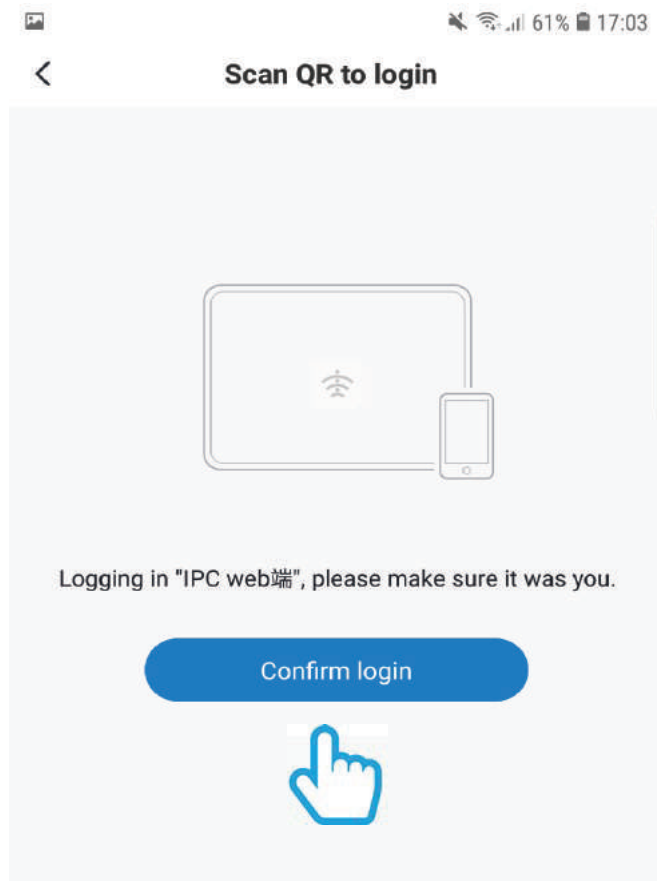 61% 17:03
Scan QR to login
Logging in "IPC web端", please make sure it was you.
Confirm login